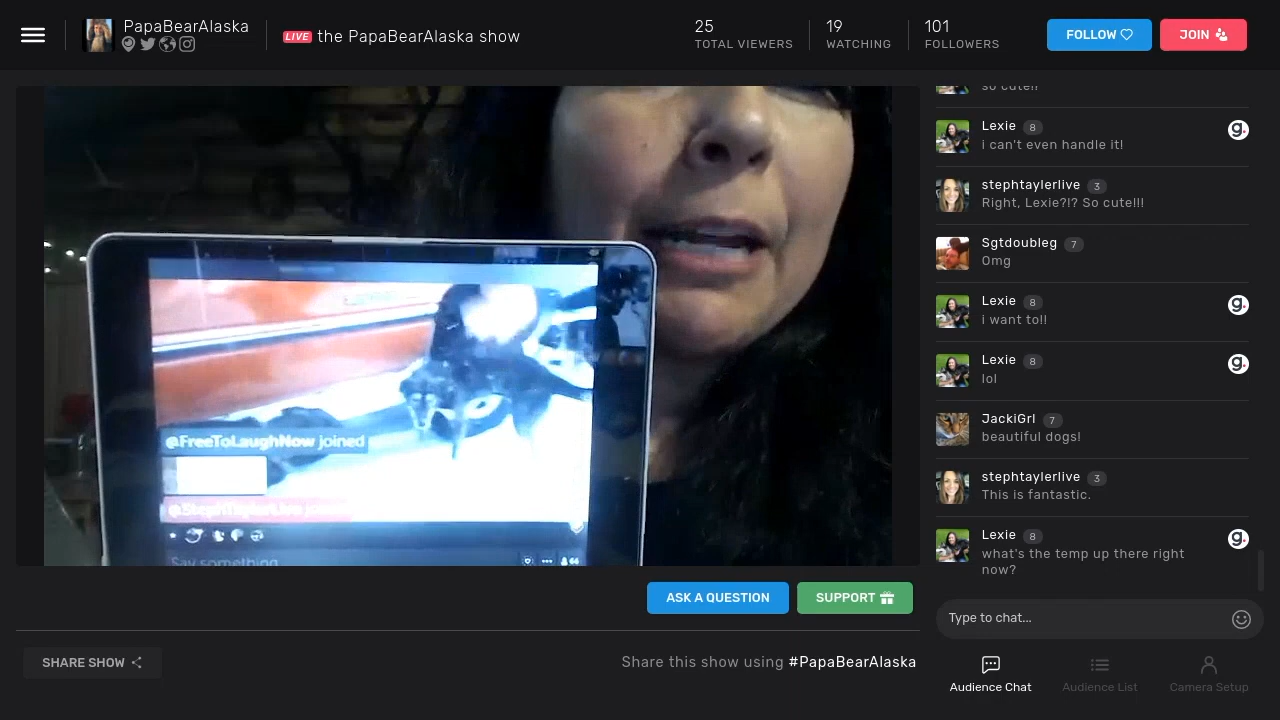 PapaBearAlaska
LIVE the PapaBearAlaska show
25
TOTAL VIEWERS
19
WATCHING
101
FOLLOWERS
FOLLOW
JOIN
@FreeToLaughNow joined
Say something
ASK A QUESTION
SUPPORT
SHARE SHOW
Share this show using #PapaBearAlaska
so cute!!
Lexie 8
g.
i can't even handle it!
stephtaylerlive 3
Right, Lexie?!? So cute!!!
Sgtdoubleg 7
Omg
Lexie 8
g.
i want to!!
Lexie 8
g.
lol
JackiGrl 7
beautiful dogs!
stephtaylerlive 3
This is fantastic.
Lexie 8
g.
what's the temp up there right
now?
Type to chat...
Audience Chat
Audience List
Camera Setup